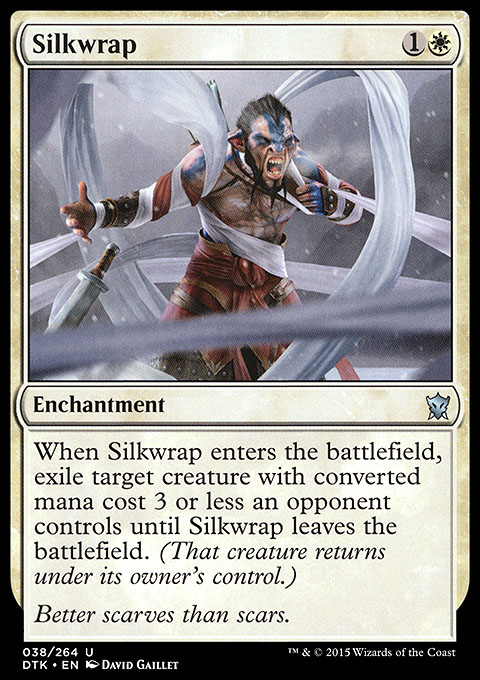 Silkwrap 1
Enchantment
When Silkwrap enters the battlefield,
exile target creature with converted
mana cost 3 or less an opponent
controls until Silkwrap leaves the
battlefield. (That creature returns
under its owner's control.)
Better scarves than scars.
038/264 U
DTK • EN DAVID GAILLET
™ & © 2015 Wizards of the Coast